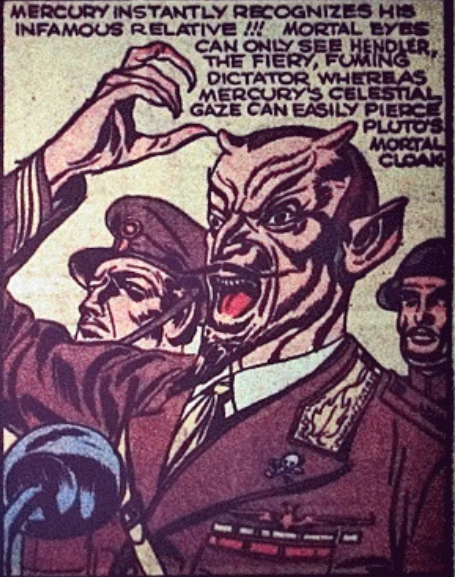 MERCURY INSTANTLY RECOGNIZES HIS
INFAMOUS RELATIVE!!! MORTAL EYES
CAN ONLY SEE HENDLER,
THE FIERY, FUMING
DICTATOR WHEREAS
MERCURY'S CELESTIAL
GAZE CAN EASILY PIERCE
PLUTO'S
MORTAL
CLOAK